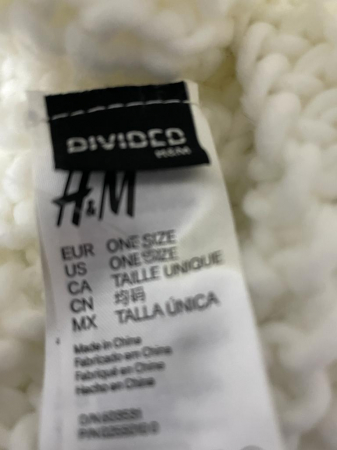 DIVIDED
H&M
H&M
EUR ONE SIZE
US ONE SIZE
CA TAILLE UNIQUE
CN 均码
MX TALLA ÚNICA
Made in China
Fabricado em China
Fabriqué en Chine
Hecho en China